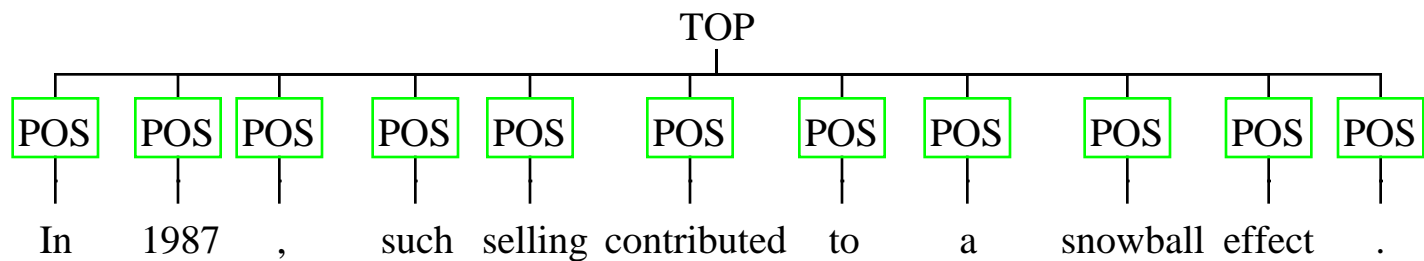 TOP
POS POS POS POS POS POS POS POS POS POS POS
In 1987 , such selling contributed to a snowball effect .